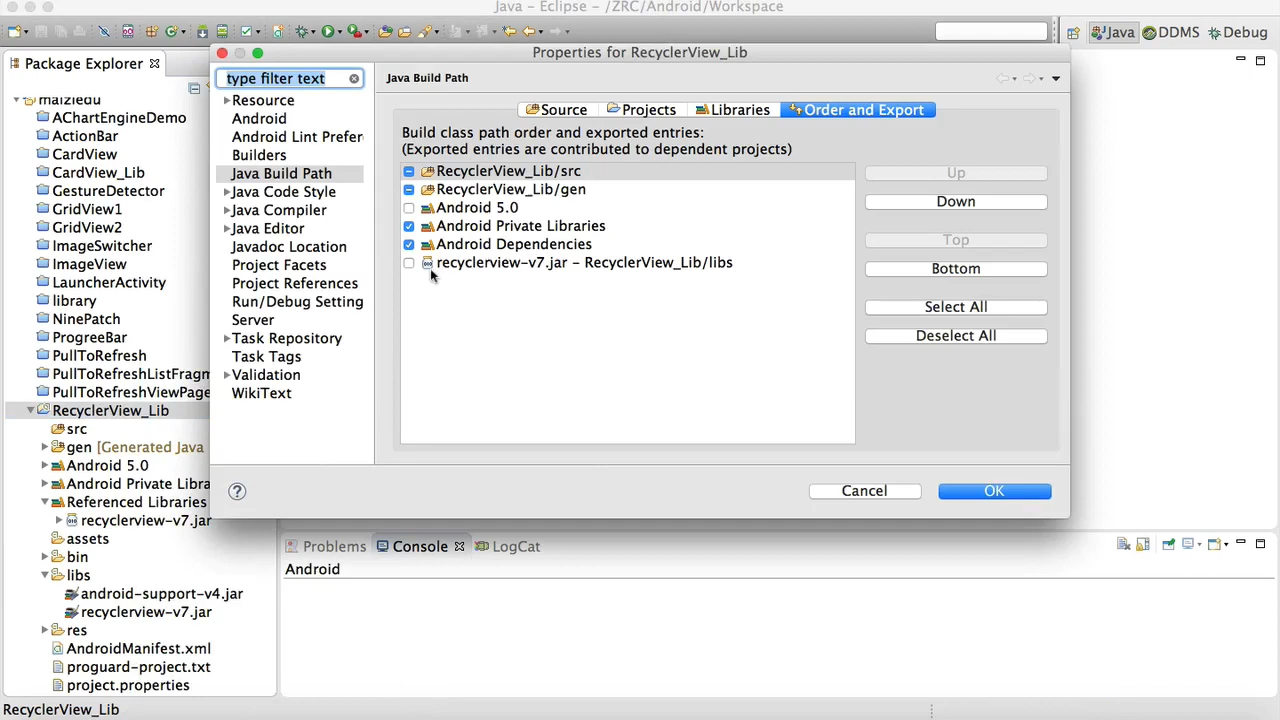 Java - Eclipse - /ZRC/Android/Workspace
Java
DDMS
Debug
Package Explorer
maiziedu
AChartEngineDemo
ActionBar
CardView
CardView_Lib
GestureDetector
GridView1
GridView2
ImageSwitcher
ImageView
LauncherActivity
library
NinePatch
ProgreeBar
PullToRefresh
PullToRefreshListFragm
PullToRefreshViewPage
RecyclerView_Lib
src
gen [Generated Java
Android 5.0
Android Private Libra
Referenced Libraries
recyclerview-v7.jar
assets
bin
libs
android-support-v4.jar
recyclerview-v7.jar
res
AndroidManifest.xml
proguard-project.txt
project.properties
RecyclerView_Lib
Properties for RecyclerView_Lib
type filter text
Resource
Android
Android Lint Prefer
Builders
Java Build Path
Java Code Style
Java Compiler
Java Editor
Javadoc Location
Project Facets
Project References
Run/Debug Setting
Server
Task Repository
Task Tags
Validation
WikiText
Java Build Path
Source
Projects
Libraries
Order and Export
Build class path order and exported entries:
(Exported entries are contributed to dependent projects)
RecyclerView_Lib/src
RecyclerView_Lib/gen
Android 5.0
Android Private Libraries
Android Dependencies
recyclerview-v7.jar - RecyclerView_Lib/libs
Up
Down
Top
Bottom
Select All
Deselect All
Cancel
OK
Problems
Console
LogCat
Android